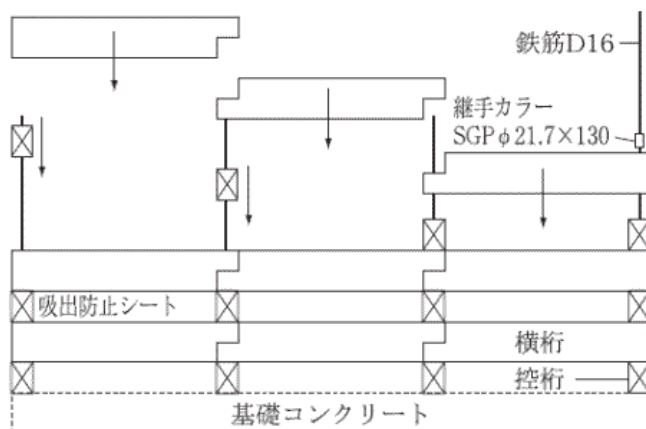 鉄筋D16
継手カラー
SGPφ21.7×130
吸出防止シート
横桁
控桁
基礎コンクリート